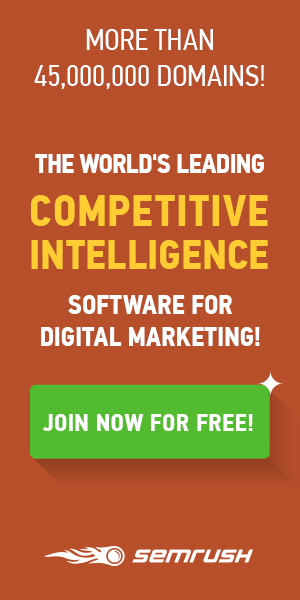 MORE THAN
45,000,000 DOMAINS!
THE WORLD'S LEADING
COMPETITIVE
INTELLIGENCE
SOFTWARE FOR
DIGITAL MARKETING!
JOIN NOW FOR FREE!
SEMRUSH